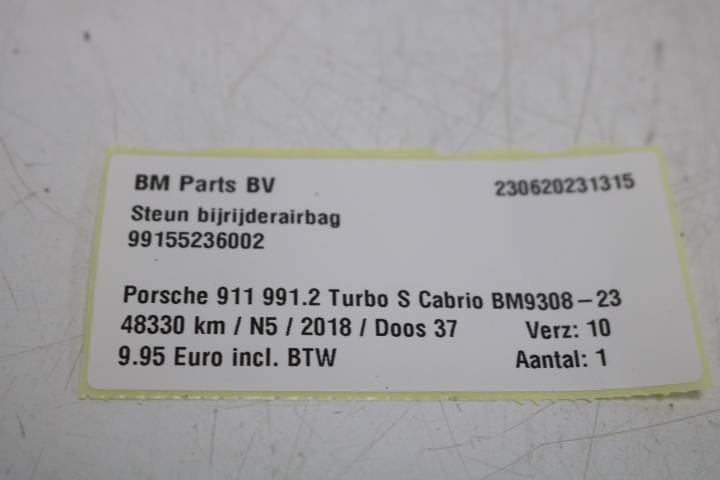 BM Parts BV 230620231315
Steun bijrijderairbag
99155236002
Porsche 911 991.2 Turbo S Cabrio BM9308-23
48330 km / N5 / 2018 / Doos 37 Verz: 10
9.95 Euro incl. BTW Aantal: 1